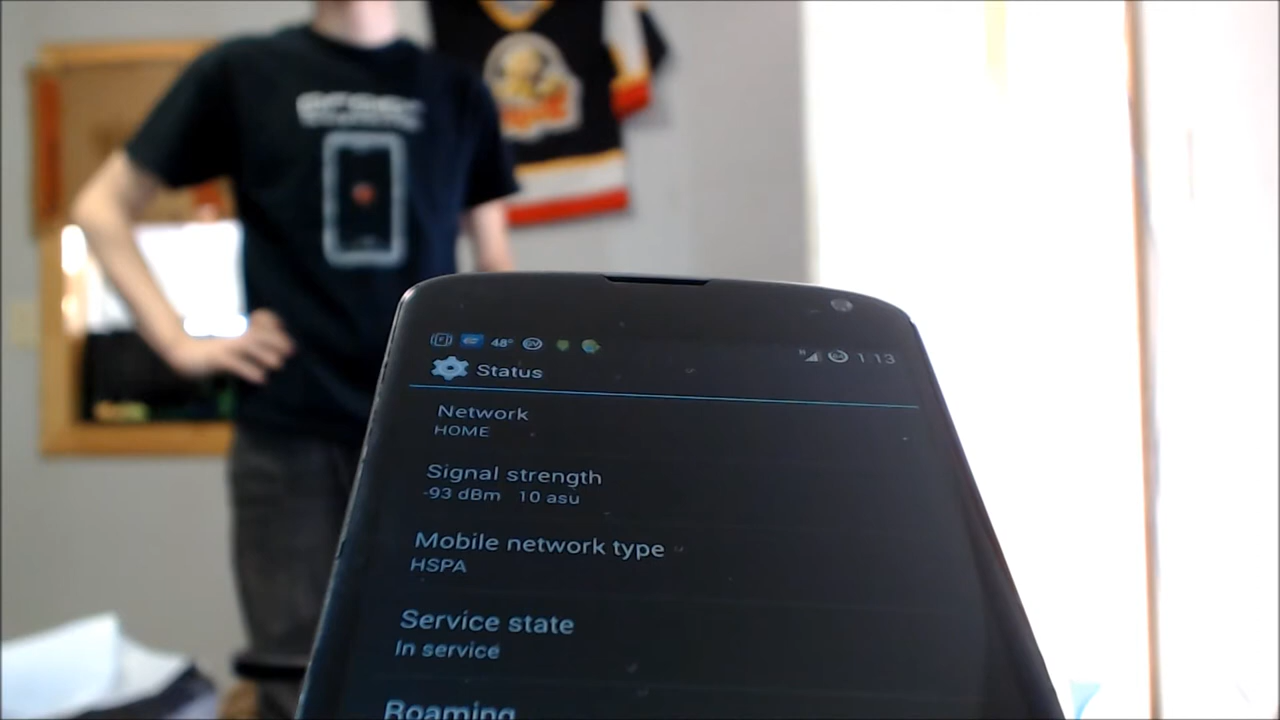 48°
1:13
Status
Network
HOME
Signal strength
-93 dBm 10 asu
Mobile network type
HSPA
Service state
In service
Roaming